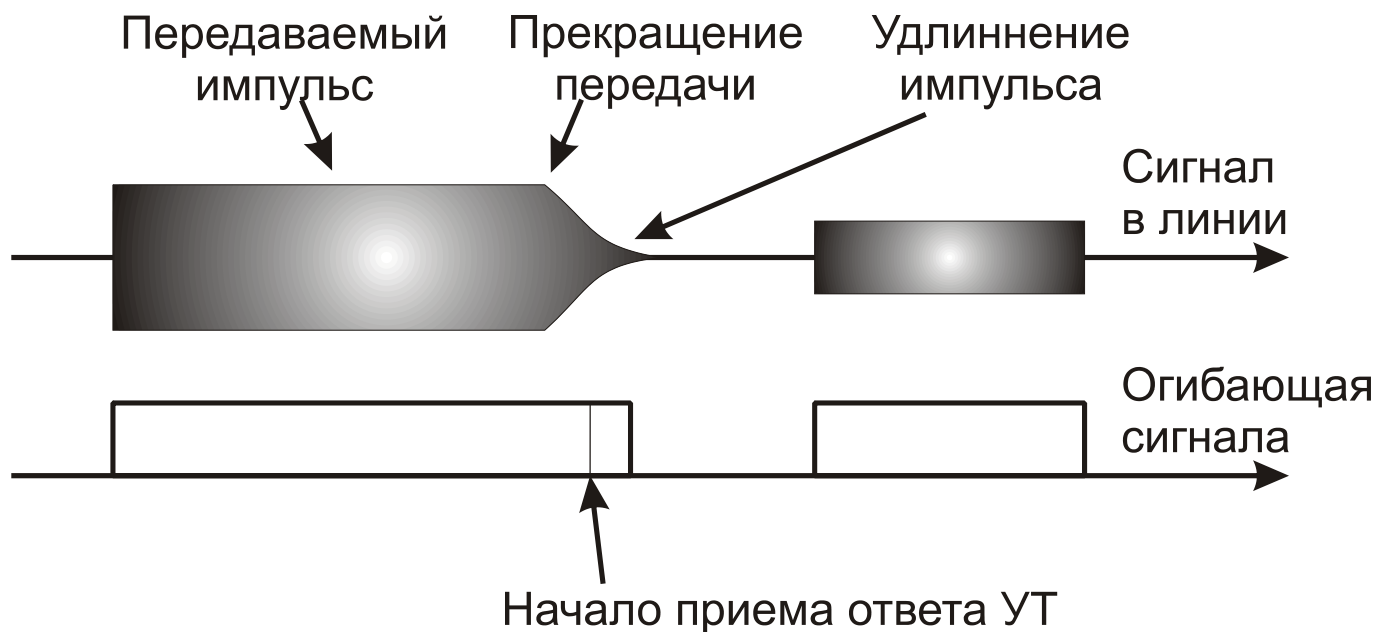 Передаваемый
импульс
Прекращение
передачи
Удлиннение
импульса
Сигнал
в линии
Огибающая
сигнала
Начало приема ответа УТ